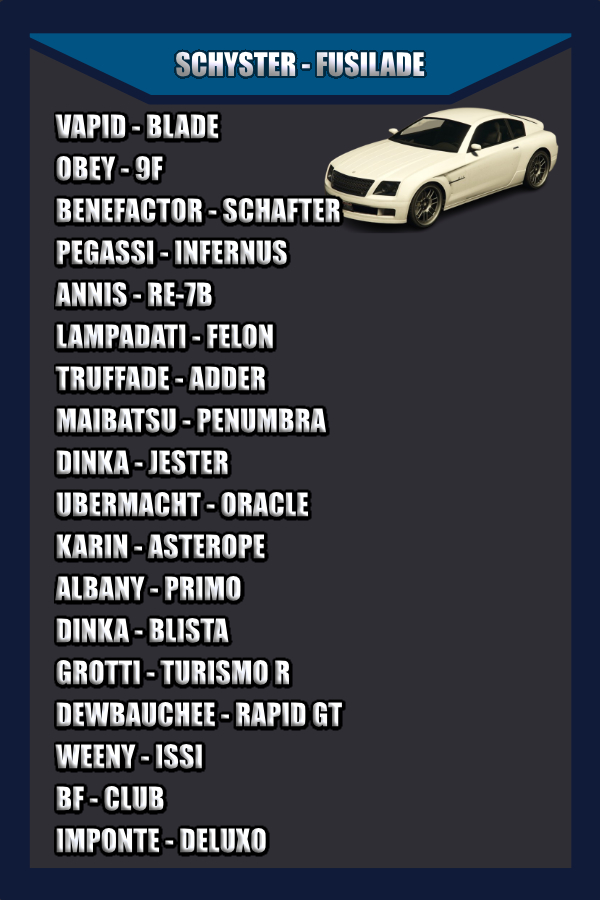 SCHYSTER - FUSILADE
VAPID - BLADE
OBEY - 9F
BENEFACTOR - SCHAFTER
PEGASSI - INFERNUS
ANNIS - RE-7B
LAMPADATI - FELON
TRUFFADE - ADDER
MAIBATSU - PENUMBRA
DINKA - JESTER
UBERMACHT - ORACLE
KARIN - ASTEROPE
ALBANY - PRIMO
DINKA - BLISTA
GROTTI - TURISMO R
DEWBAUCHEE - RAPID GT
WEENY - ISSI
BF - CLUB
IMPONTE - DELUXO